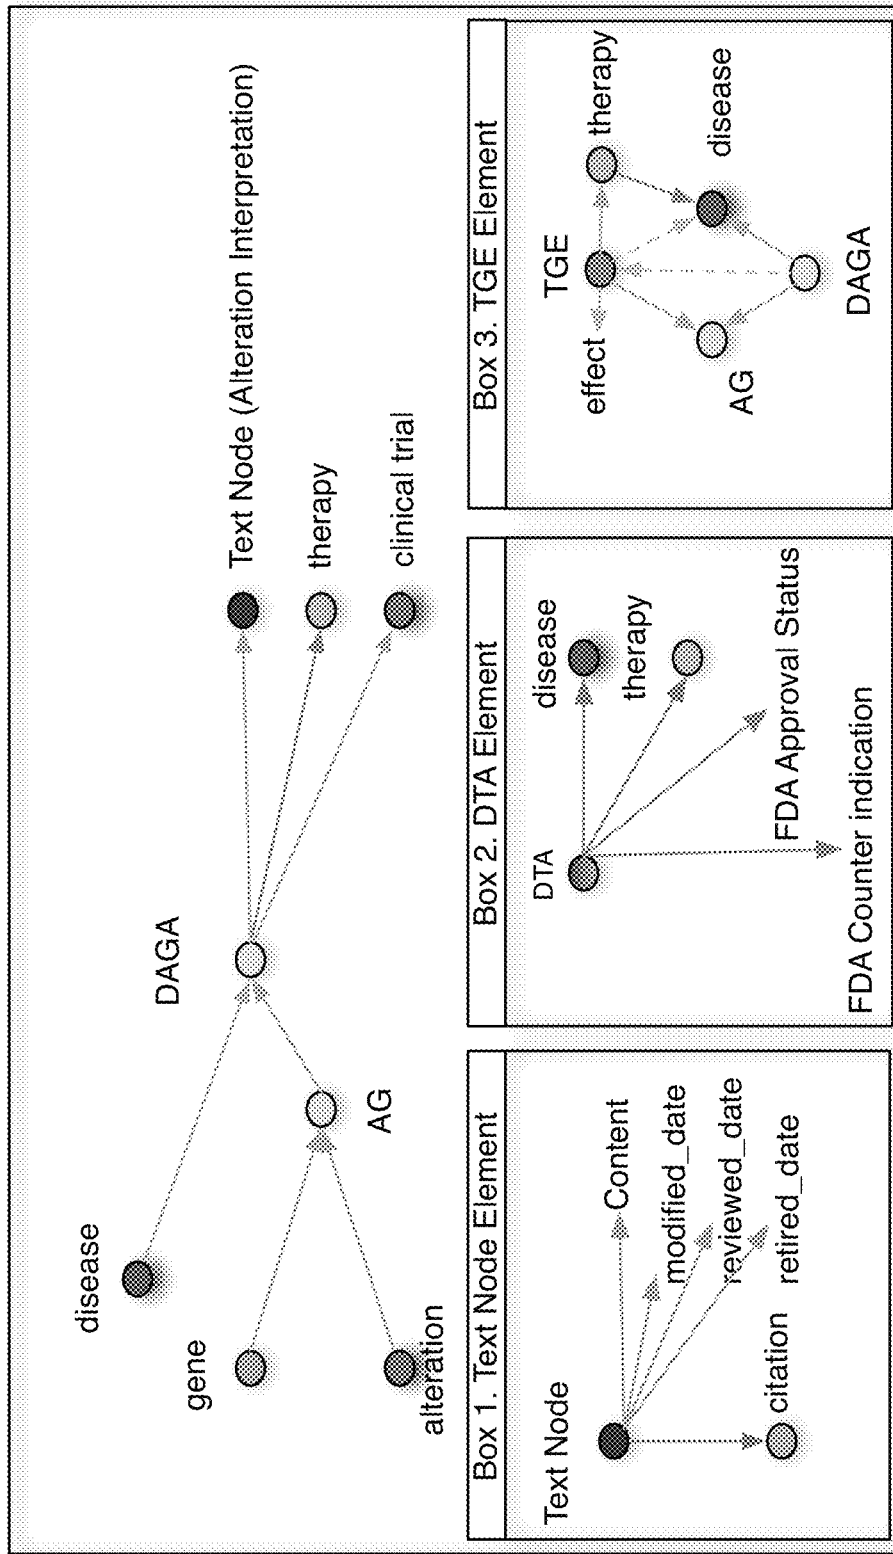 disease
gene
alteration
AG
DAGA
Text Node (Alteration Interpretation)
therapy
clinical trial
Box 1. Text Node Element
Text Node
Content
modified_date
reviewed_date
retired_date
citation
Box 2. DTA Element
DTA
disease
therapy
FDA Approval Status
FDA Counter indication
Box 3. TGE Element
TGE
therapy
effect
disease
AG
DAGA